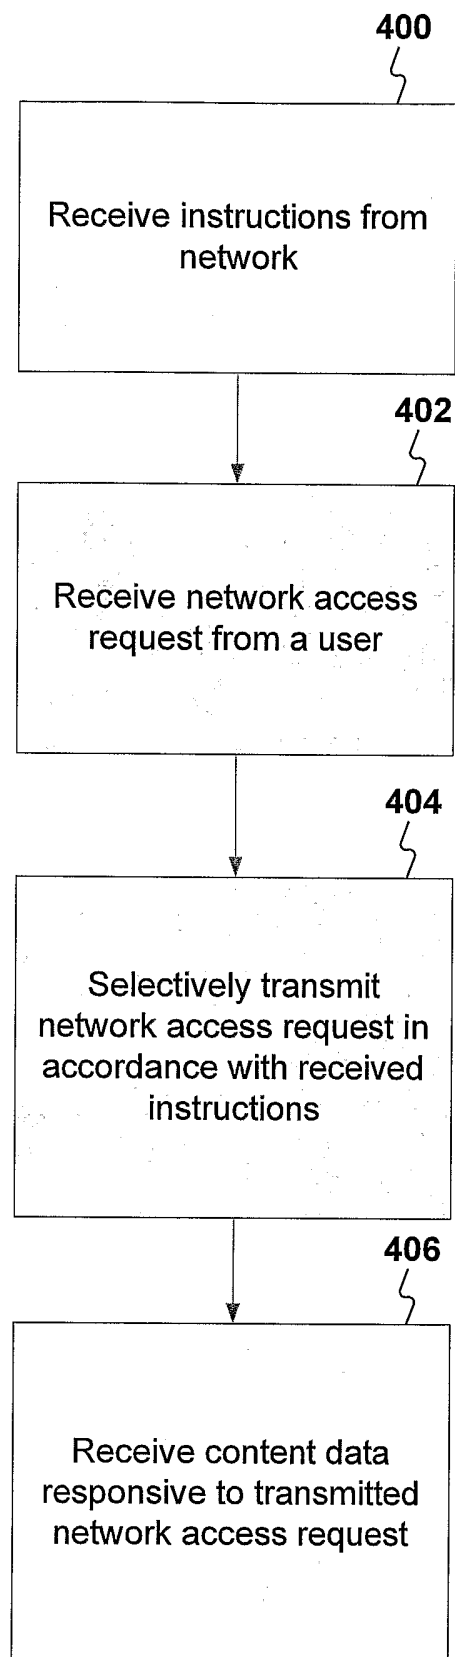 400
Receive instructions from
network
402
Receive network access
request from a user
404
Selectively transmit
network access request in
accordance with received
instructions
406
Receive content data
responsive to transmitted
network access request